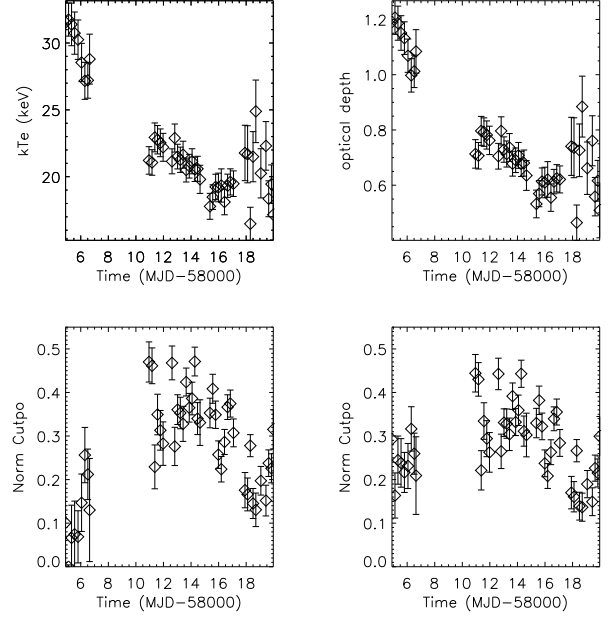 30
25
20
kTe (keV)
6 8 10 12 14 16 18
Time (MJD-58000)
1.2
1.0
0.8
0.6
optical depth
6 8 10 12 14 16 18
Time (MJD-58000)
0.5
0.4
0.3
0.2
0.1
0.0
Norm Cutpo
6 8 10 12 14 16 18
Time (MJD-58000)
0.5
0.4
0.3
0.2
0.1
0.0
Norm Cutpo
6 8 10 12 14 16 18
Time (MJD-58000)